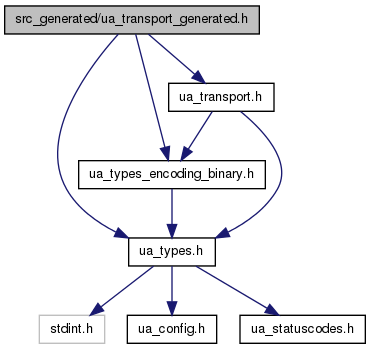 src_generated/ua_transport_generated.h
ua_transport.h
ua_types_encoding_binary.h
ua_types.h
stdint.h
ua_config.h
ua_statuscodes.h